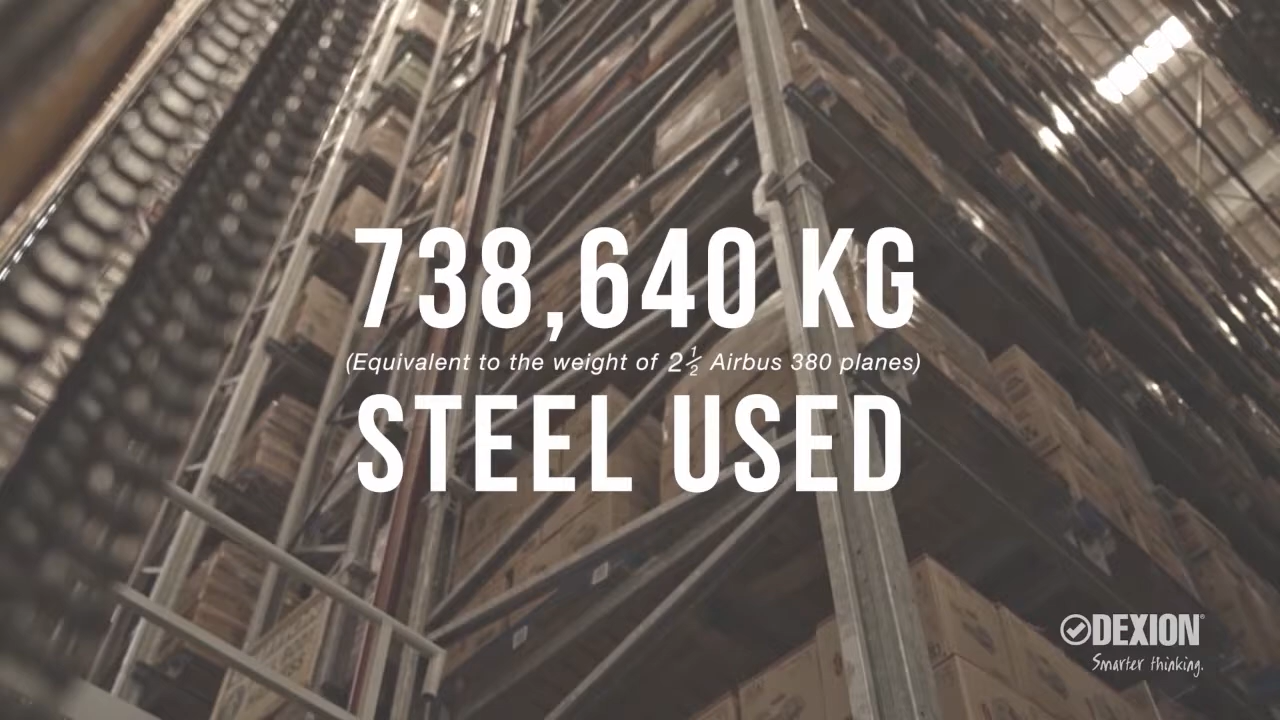 738,640 KG
(Equivalent to the weight of 2½ Airbus 380 planes)
STEEL USED
DEXION®
Smarter thinking.